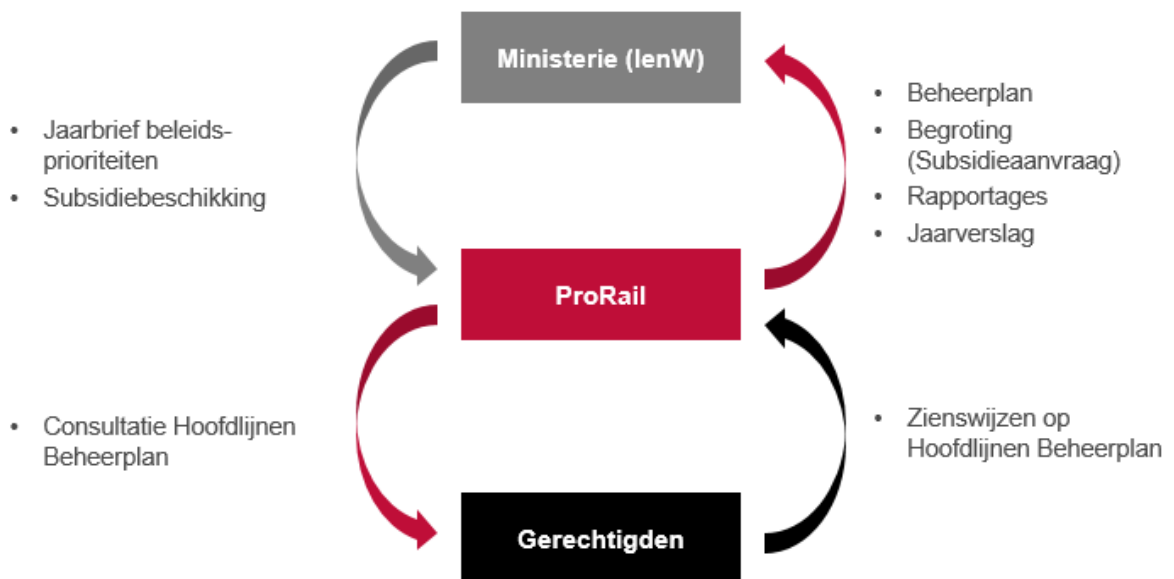 Ministerie (IenW)
• Jaarbrief beleids-
prioriteiten
• Subsidiebeschikking
• Beheerplan
• Begroting
(Subsidieaanvraag)
• Rapportages
• Jaarverslag
ProRail
• Consultatie Hoofdlijnen
Beheerplan
• Zienswijzen op
Hoofdlijnen Beheerplan
Gerechtigden